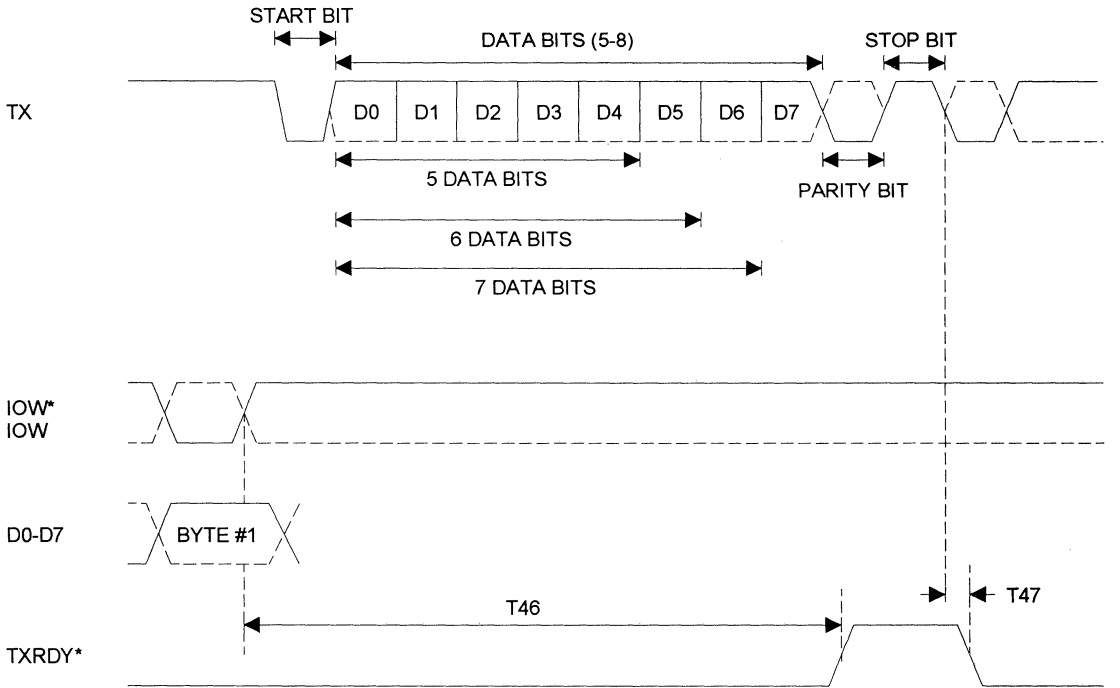 START BIT
DATA BITS (5-8)
STOP BIT
TX
D0 D1 D2 D3 D4 D5 D6 D7
5 DATA BITS
PARITY BIT
6 DATA BITS
7 DATA BITS
IOW*
IOW
D0-D7
BYTE #1
T46
T47
TXRDY*